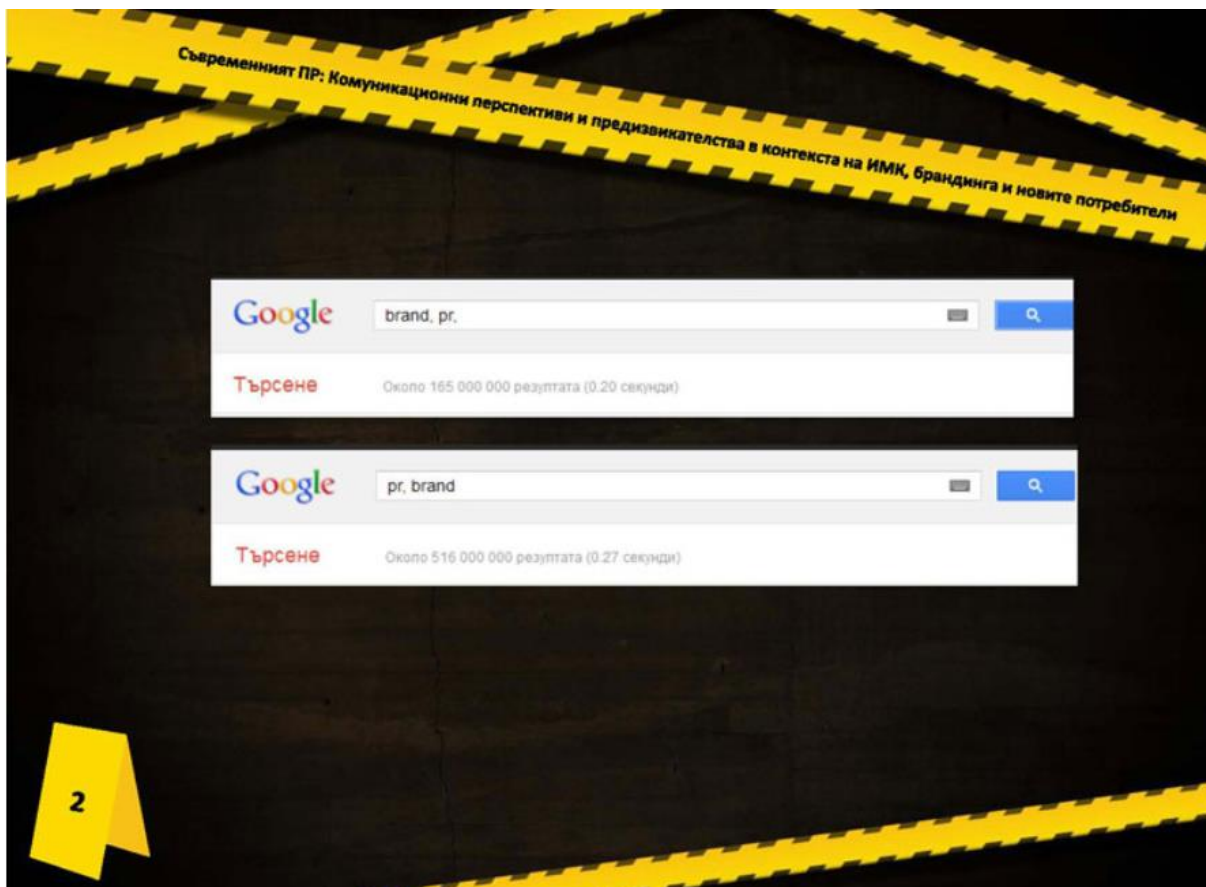 Съвременният ПР: Комуникационни перспективи и предизвикателства в контекста на ИМК, брандинга и новите потребители
Google brand, pr,
Търсене Около 165 000 000 резултата (0.20 секунди)
Google pr, brand
Търсене Около 516 000 000 резултата (0.27 секунди)
2